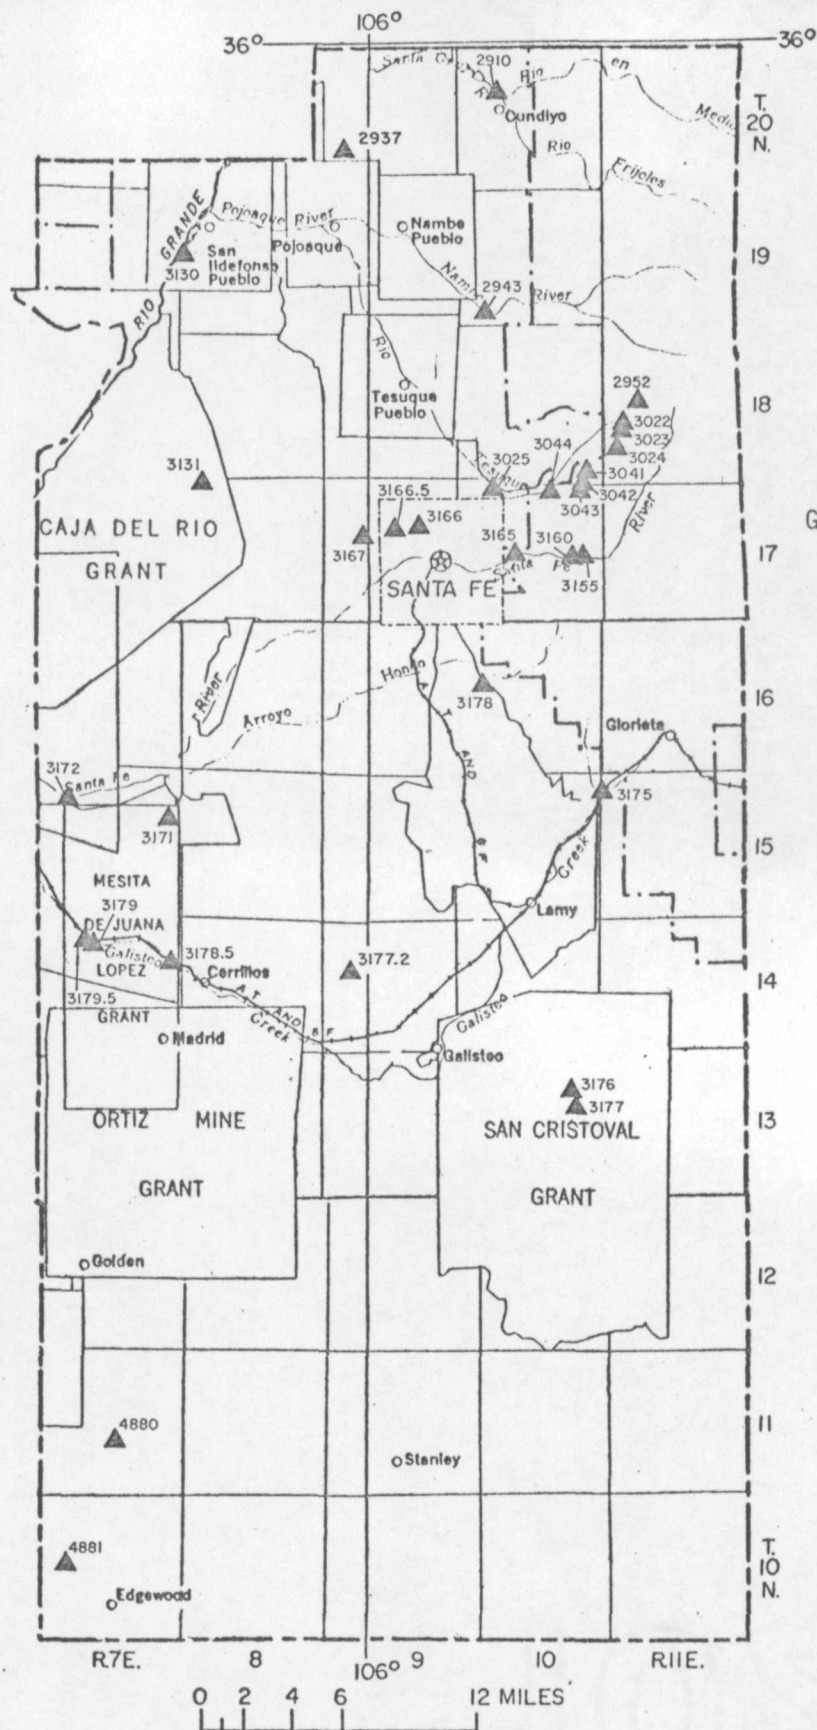 106°
36°
36°
Santa Cruz R
2910
Rio en Medio
T. 20 N.
Cundiyo
2937
Rio Frijoles
RIO GRANDE
Pojoaque River
Nambe Pueblo
Pojoaque
San Ildefonso Pueblo
19
3130
Nambe River
2943
Rio Tesuque
Tesuque Pueblo
2952
18
3022
3023
3024
3025
3044
3041
3042
3043
3131
3166.5
3166
3167
CAJA DEL RIO
GRANT
3165
3160
Santa Fe River
3155
G
17
SANTA FE
River
Hondo
Arroyo
3178
A. T. AND S.F.
16
Glorieta
3172
Santa Fe
3175
3171
Creek
15
MESITA
3179
DE JUANA
Lamy
Galisteo
3178.5
LOPEZ
3177.2
Cerrillos
14
3179.5
A.T. AND S.F.
Creek
Galisteo
GRANT
Madrid
Galisteo
3176
3177
ORTIZ MINE
GRANT
SAN CRISTOVAL
GRANT
13
Golden
12
4880
11
Stanley
4881
T. 10 N.
Edgewood
R.7E.
8
106°
9
10
R.11E.
0 2 4 6 12 MILES